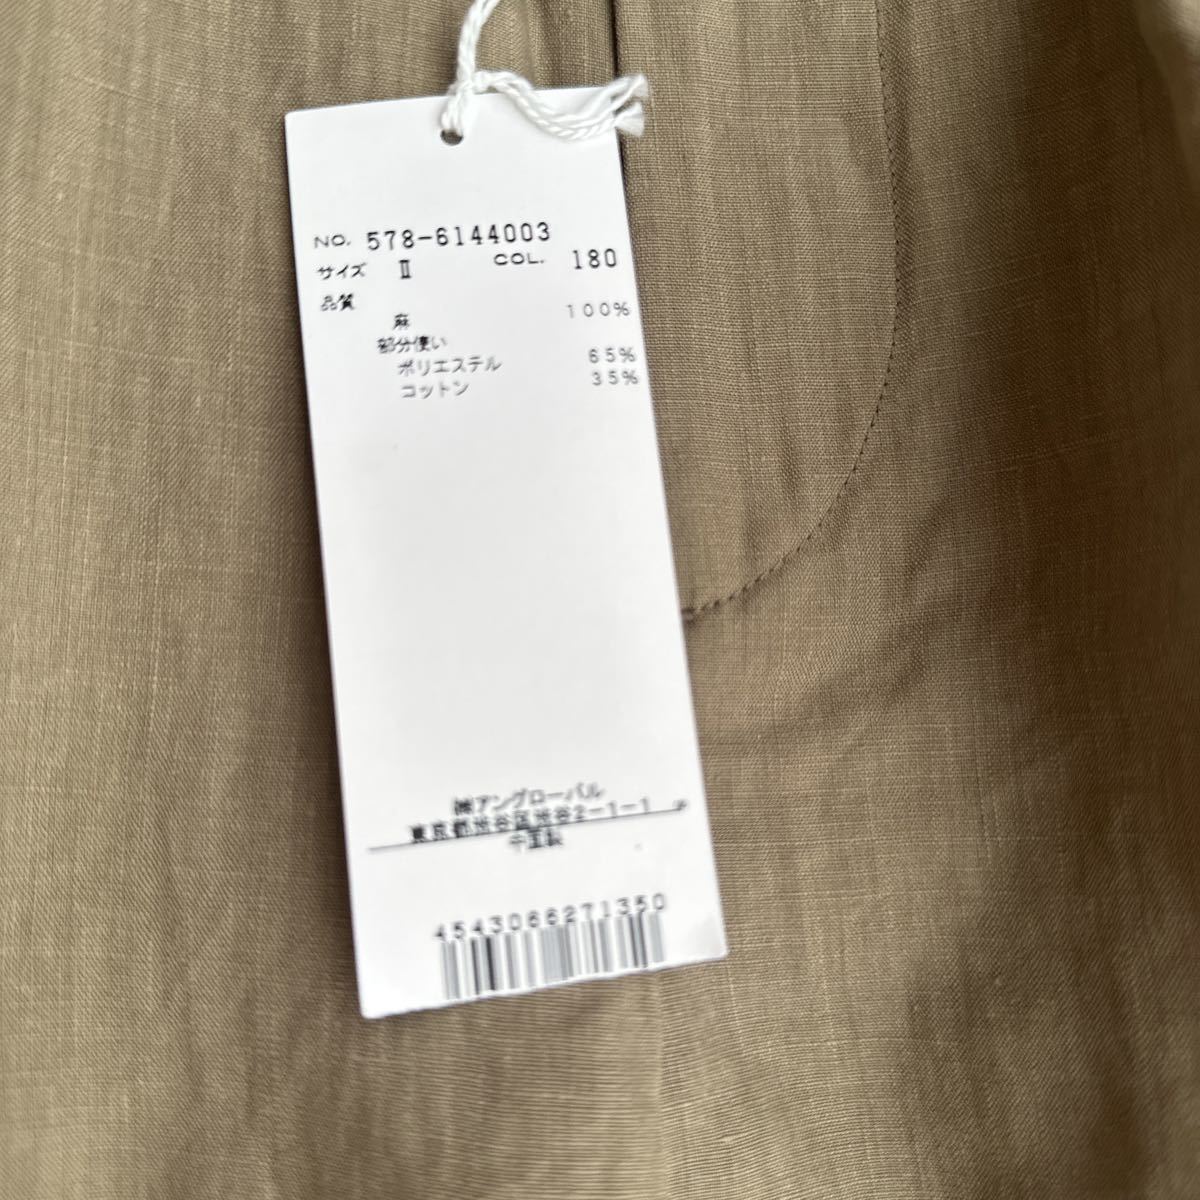 NO. 578-6144003
サイズ Ⅱ COL. 180
品質
麻 100%
部分使い
ポリエステル 65%
コットン 35%
㈱アングローバル
東京都渋谷区渋谷2-1-1
中国製
4543066271350